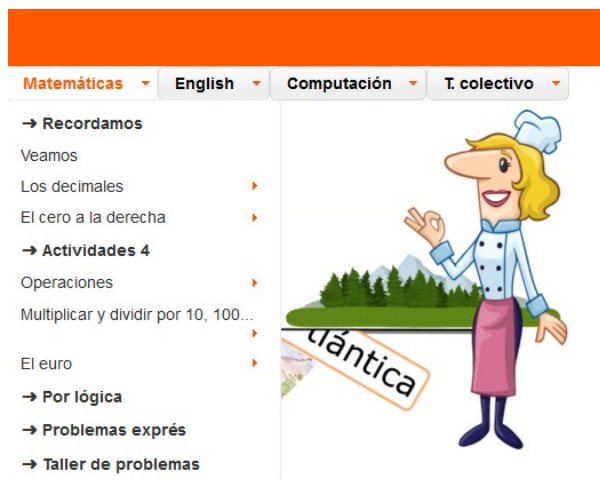 Matemáticas English Computación T. colectivo
→ Recordamos
Veamos
Los decimales
El cero a la derecha
→ Actividades 4
Operaciones
Multiplicar y dividir por 10, 100...
El euro
→ Por lógica
→ Problemas exprés
→ Taller de problemas
tlántica